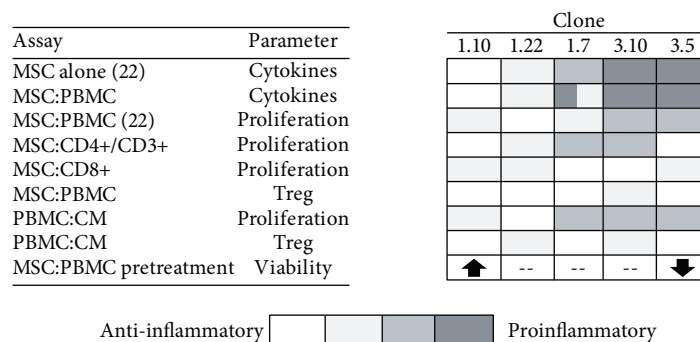 Clone
Assay Parameter 1.10 1.22 1.7 3.10 3.5
MSC alone (22) Cytokines
MSC:PBMC Cytokines
MSC:PBMC (22) Proliferation
MSC:CD4+/CD3+ Proliferation
MSC:CD8+ Proliferation
MSC:PBMC Treg
PBMC:CM Proliferation
PBMC:CM Treg
MSC:PBMC pretreatment Viability -- -- --
Anti-inflammatory Proinflammatory